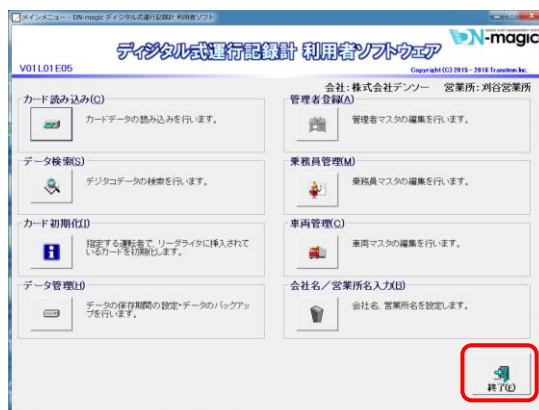 メインメニュー - DN-magic ディジタル式運行記録計 利用者ソフト
DN-magic
ディジタル式運行記録計 利用者ソフトウェア
V01L01E05
Copyright (C) 2015 - 2016 Transtron Inc.
会社: 株式会社デンソー 営業所: 刈谷営業所
カード読み込み(C)
カードデータの読み込みを行います。
管理者登録(A)
管理者マスタの編集を行います。
データ検索(S)
デジタコデータの検索を行います。
乗務員管理(M)
乗務員マスタの編集を行います。
カード初期化(I)
指定する運転者で、リーダライタに挿入されて
いるカードを初期化します。
車両管理(C)
車両マスタの編集を行います。
データ管理(H)
データの保存期間の設定・データのバックアッ
プを行います。
会社名/営業所名入力(B)
会社名、営業所名を設定します。
終了(E)